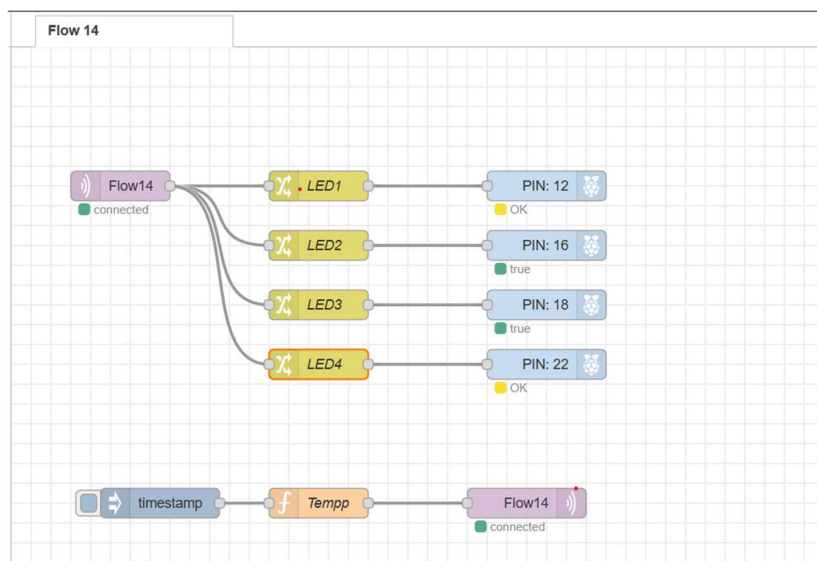 Flow 14
Flow14
connected
LED1
PIN: 12
OK
LED2
PIN: 16
true
LED3
PIN: 18
true
LED4
PIN: 22
OK
timestamp
f
Tempp
Flow14
connected